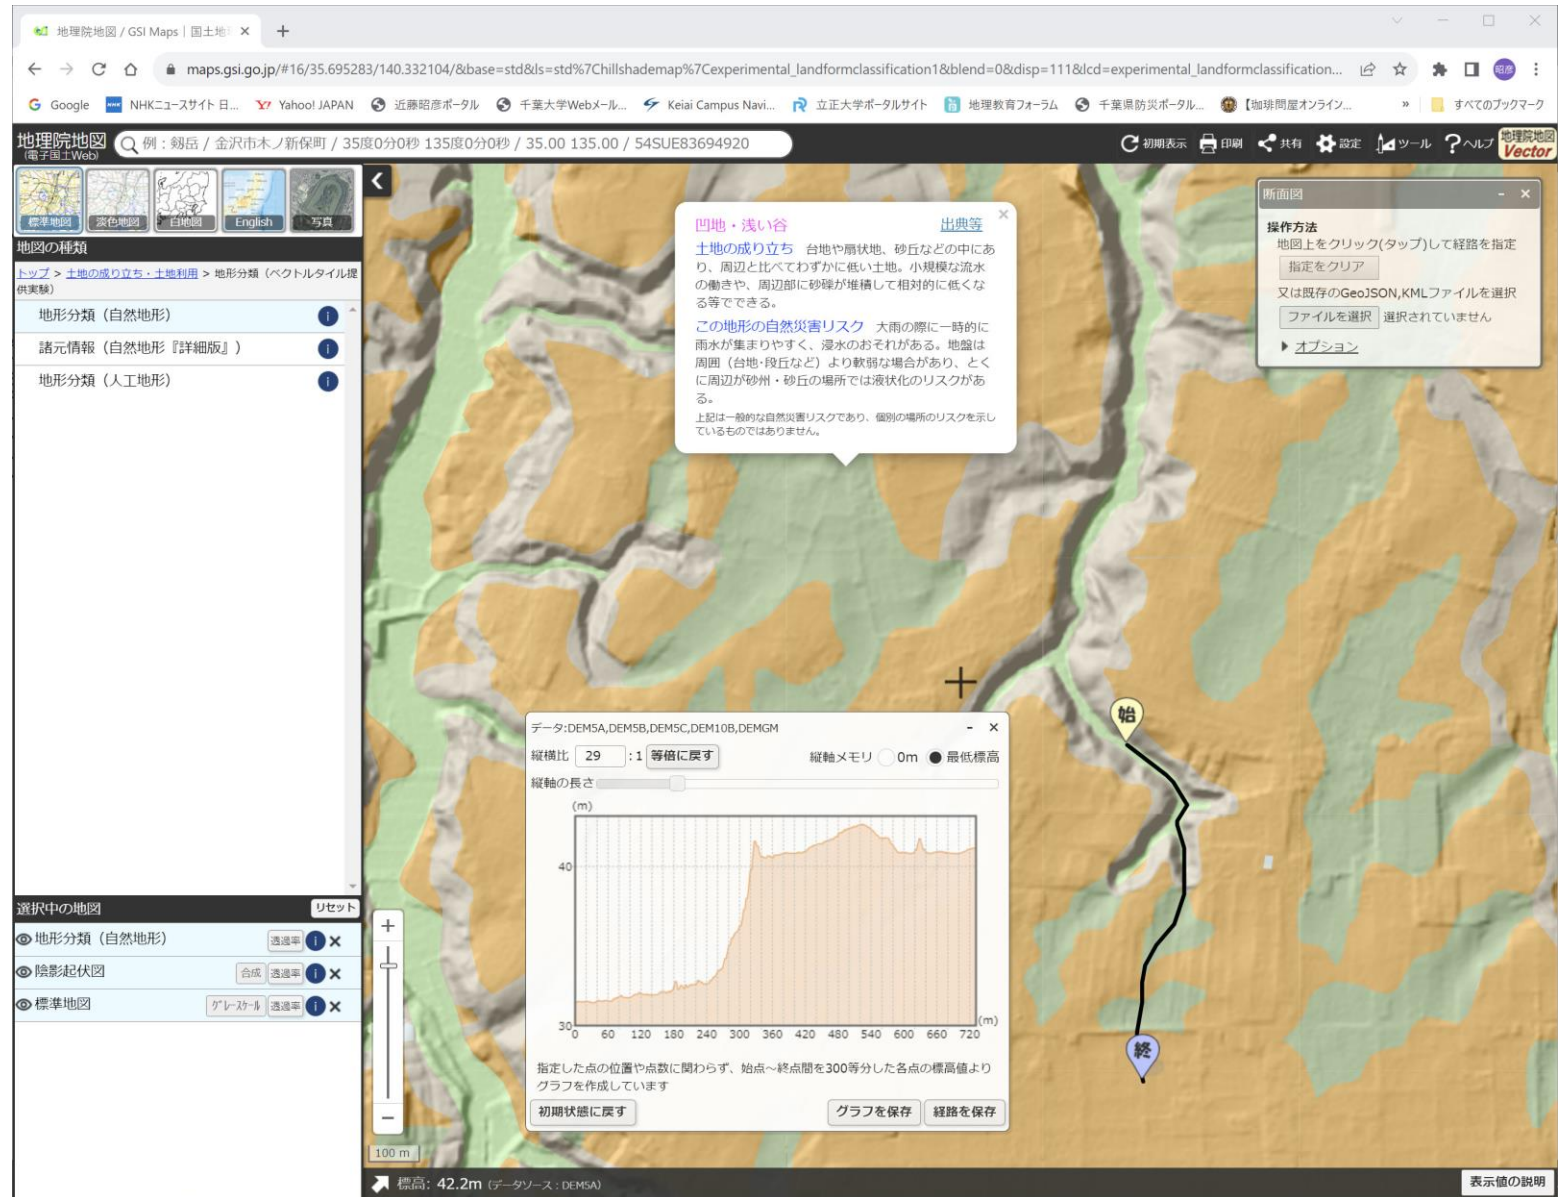 地理院地図 / GSI Maps｜国土地
maps.gsi.go.jp/#16/35.695283/140.332104/&base=std&ls=std%7Chillshademap%7Cexperimental_landformclassification1&blend=0&disp=111&lcd=experimental_landformclassification...
昭彦
Google
NHKニュースサイト 日...
Yahoo! JAPAN
近藤昭彦ポータル
千葉大学Webメール...
Keiai Campus Navi...
立正大学ポータルサイト
地理教育フォーラム
千葉県防災ポータル...
【珈琲問屋オンライン...
»
すべてのブックマーク
地理院地図
(電子国土Web)
例：剱岳 / 金沢市木ノ新保町 / 35度0分0秒 135度0分0秒 / 35.00 135.00 / 54SUE83694920
初期表示
印刷
共有
設定
ツール
ヘルプ
地理院地図
Vector
標準地図
淡色地図
白地図
English
写真
地図の種類
トップ > 土地の成り立ち・土地利用 > 地形分類（ベクトルタイル提
供実験）
地形分類（自然地形）
諸元情報（自然地形『詳細版』）
地形分類（人工地形）
凹地・浅い谷 出典等
土地の成り立ち 台地や扇状地、砂丘などの中にあ
り、周辺と比べてわずかに低い土地。小規模な流水
の働きや、周辺部に砂礫が堆積して相対的に低くな
る等でできる。
この地形の自然災害リスク 大雨の際に一時的に
雨水が集まりやすく、浸水のおそれがある。地盤は
周囲（台地･段丘など）より軟弱な場合があり、とく
に周辺が砂州・砂丘の場所では液状化のリスクがあ
る。
上記は一般的な自然災害リスクであり、個別の場所のリスクを示し
ているものではありません。
断面図
操作方法
地図上をクリック(タップ)して経路を指定
指定をクリア
又は既存のGeoJSON,KMLファイルを選択
ファイルを選択 選択されていません
オプション
始
終
データ:DEM5A,DEM5B,DEM5C,DEM10B,DEMGM
縦横比 29 : 1 等倍に戻す 縦軸メモリ 0m 最低標高
縦軸の長さ
(m)
40
30
0 60 120 180 240 300 360 420 480 540 600 660 720
(m)
指定した点の位置や点数に関わらず、始点～終点間を300等分した各点の標高値より
グラフを作成しています
初期状態に戻す グラフを保存 経路を保存
選択中の地図 リセット
地形分類（自然地形） 透過率
陰影起伏図 合成 透過率
標準地図 グレースケール 透過率
100 m
標高: 42.2m (データソース：DEM5A)
表示値の説明